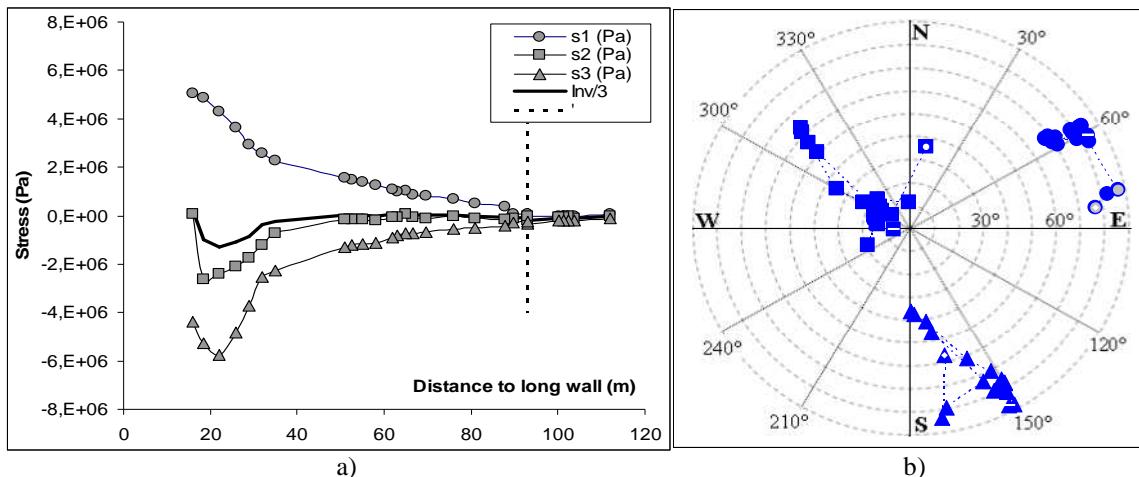 8,E+06
6,E+06
4,E+06
2,E+06
0,E+00
-2,E+06
-4,E+06
-6,E+06
-8,E+06
Stress (Pa)
s1 (Pa)
s2 (Pa)
s3 (Pa)
Inv/3
'
Distance to long wall (m)
0 20 40 60 80 100 120
a)
N
330° 30°
300° 60°
W 30° 60° E
240° 120°
210° S 150°
b)